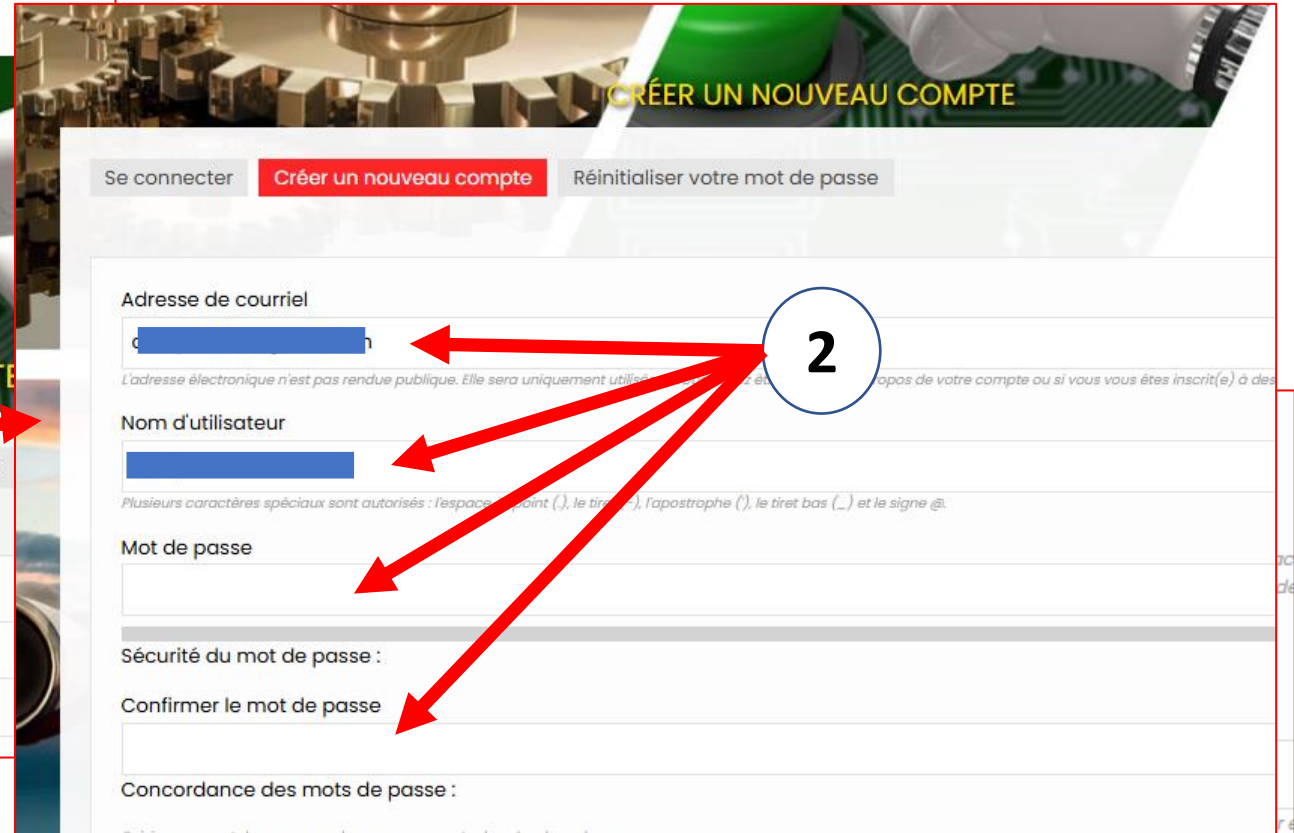 CRÉER UN NOUVEAU COMPTE
Se connecter Créer un nouveau compte Réinitialiser votre mot de passe
Adresse de courriel
2
L'adresse électronique n'est pas rendue publique. Elle sera uniquement de votre compte ou si vous vous êtes inscrit(e) à des
Nom d'utilisateur
Plusieurs caractères spéciaux sont autorisés : l'espace, point (.), le tiret (-), l'apostrophe ('), le tiret bas (_) et le signe @.
Mot de passe
Sécurité du mot de passe :
Confirmer le mot de passe
Concordance des mots de passe :